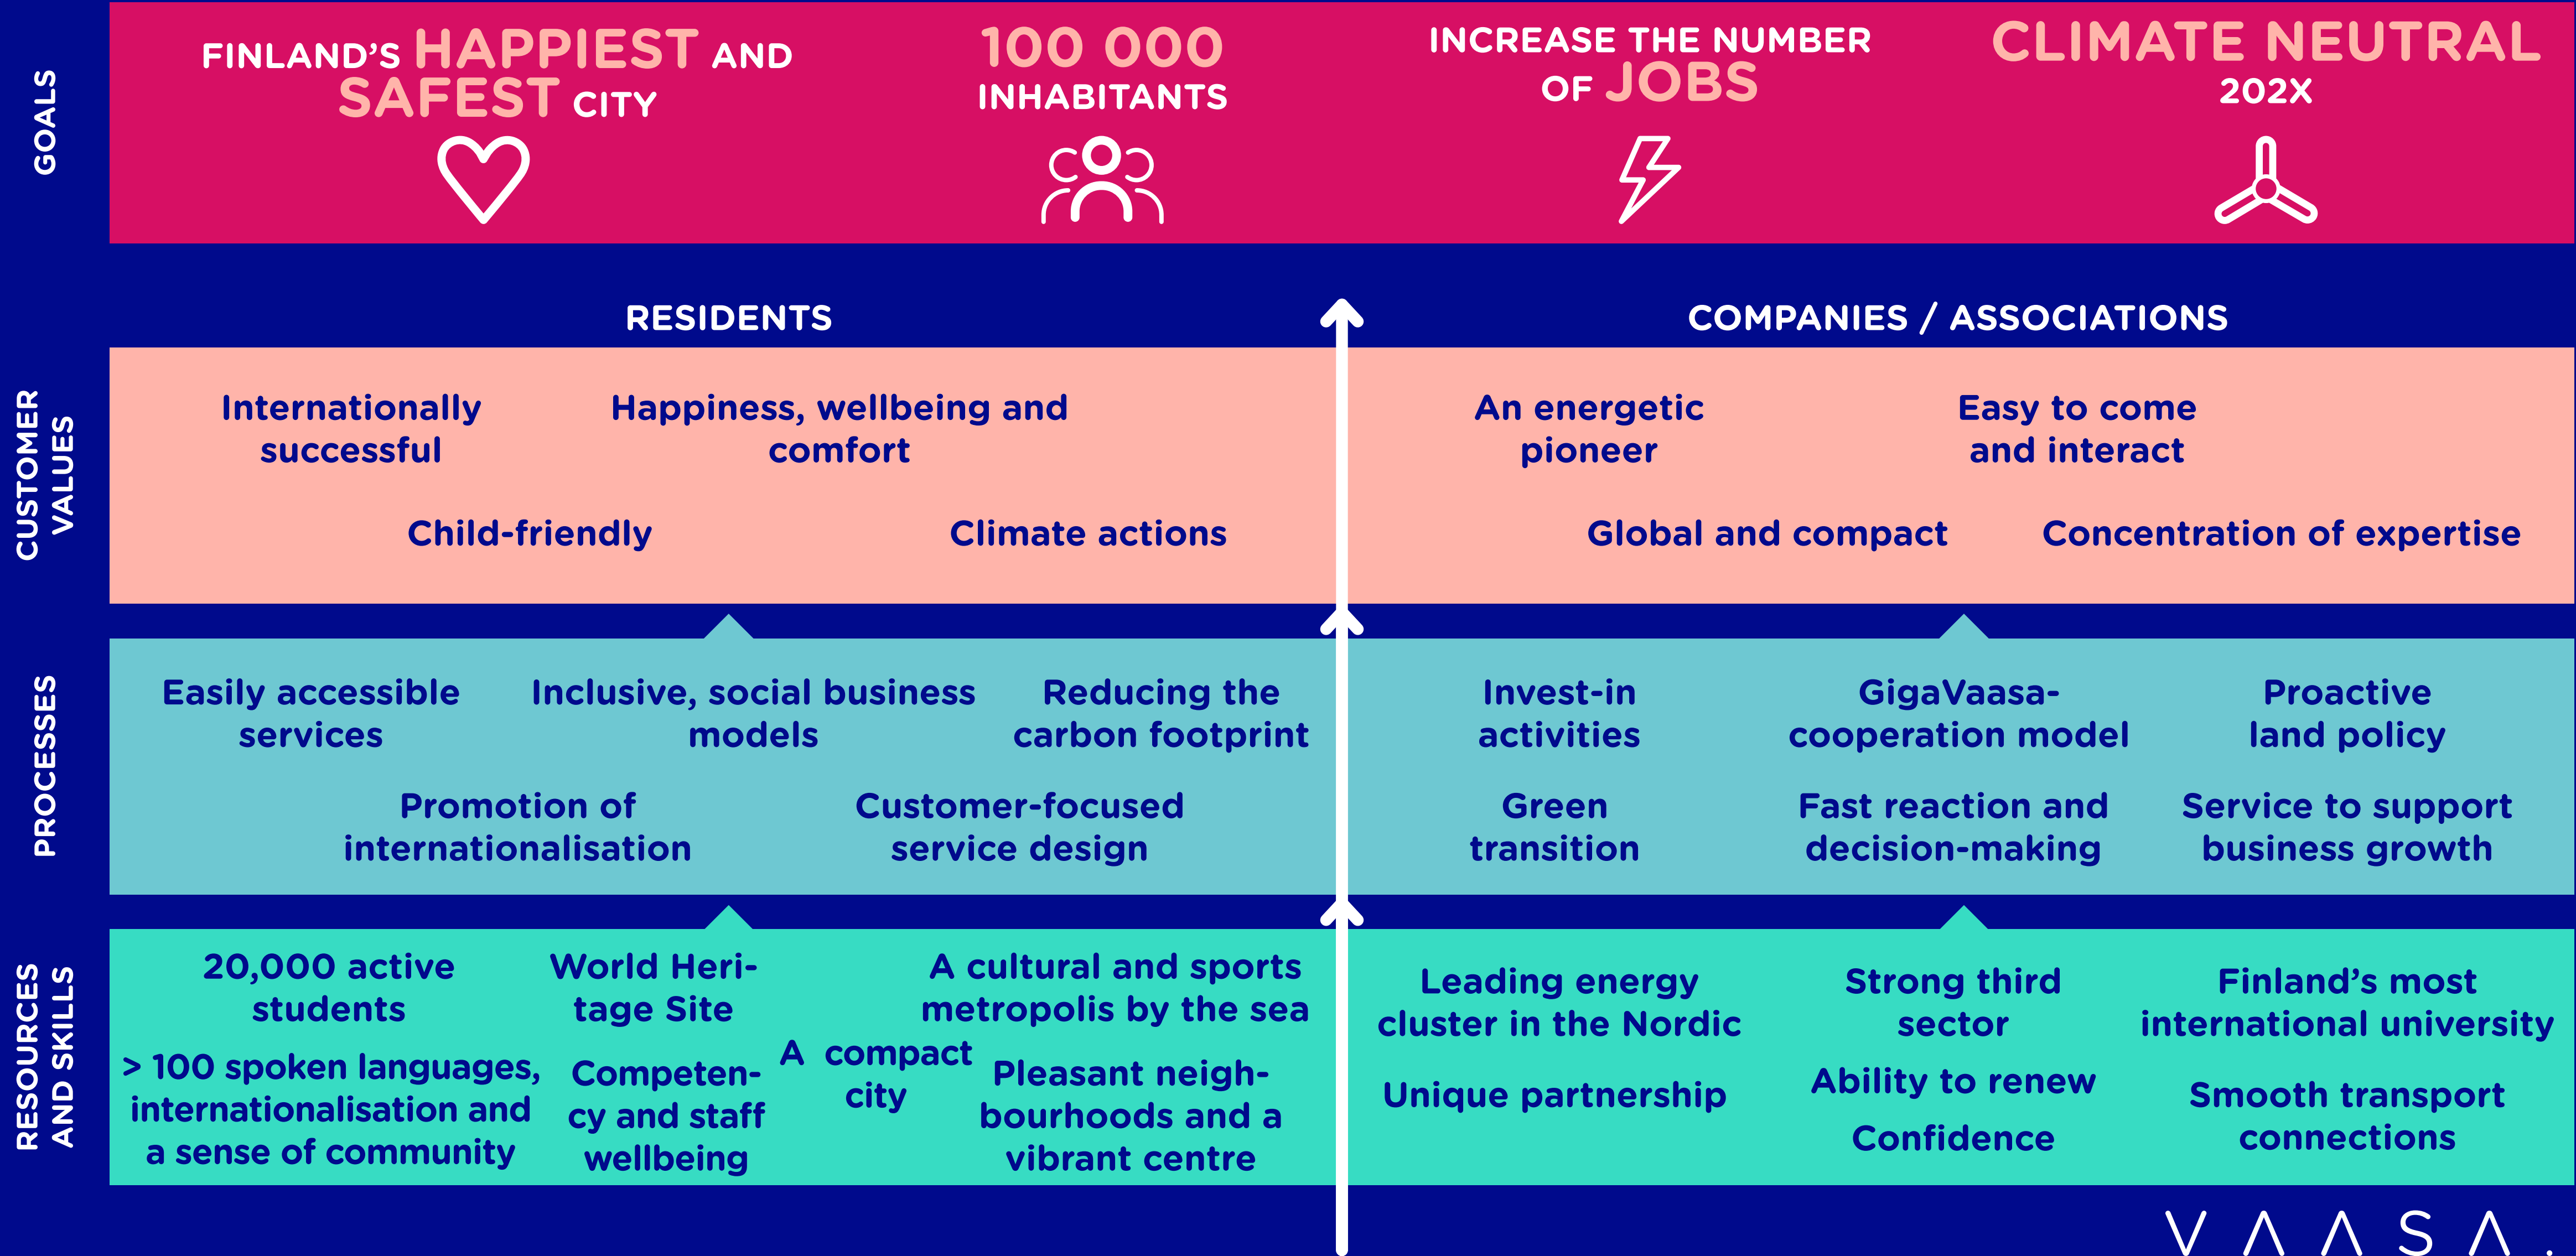 GOALS
FINLAND'S HAPPIEST AND
SAFEST CITY
100 000
INHABITANTS
INCREASE THE NUMBER
OF JOBS
CLIMATE NEUTRAL
202X
RESIDENTS
COMPANIES / ASSOCIATIONS
CUSTOMER
VALUES
Internationally
successful
Happiness, wellbeing and
comfort
Child-friendly
Climate actions
An energetic
pioneer
Easy to come
and interact
Global and compact
Concentration of expertise
PROCESSES
Easily accessible
services
Inclusive, social business
models
Reducing the
carbon footprint
Promotion of
internationalisation
Customer-focused
service design
Invest-in
activities
GigaVaasa-
cooperation model
Proactive
land policy
Green
transition
Fast reaction and
decision-making
Service to support
business growth
RESOURCES
AND SKILLS
20,000 active
students
World Heri-
tage Site
A cultural and sports
metropolis by the sea
> 100 spoken languages,
internationalisation and
a sense of community
Competen-
cy and staff
wellbeing
A compact
city
Pleasant neigh-
bourhoods and a
vibrant centre
Leading energy
cluster in the Nordic
Strong third
sector
Finland's most
international university
Unique partnership
Ability to renew
Confidence
Smooth transport
connections
VAASA.